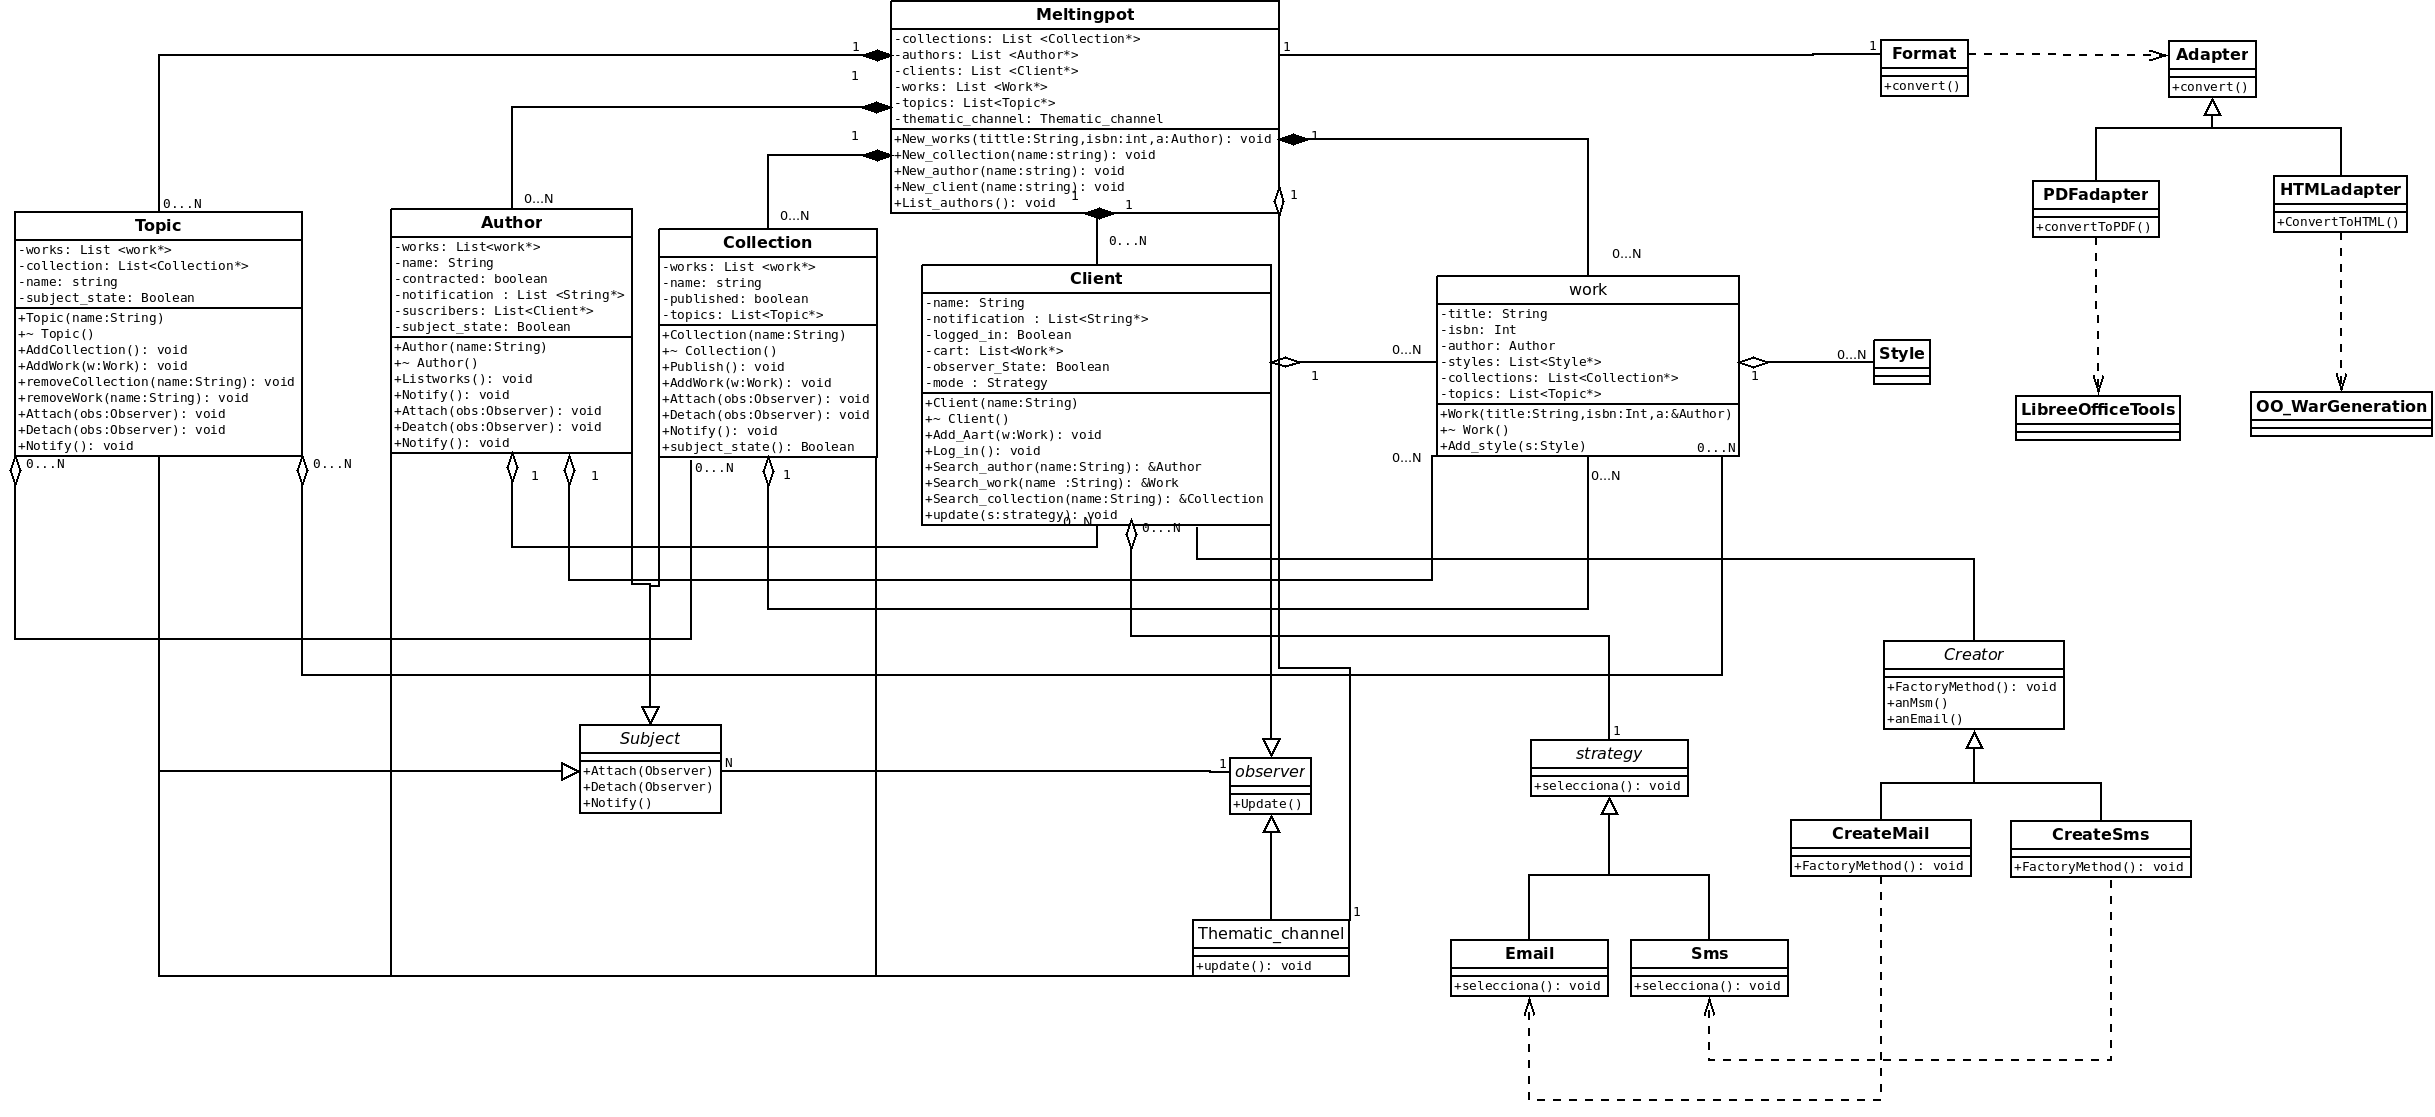 Meltingpot
-collections: List <Collection*>
-authors: List <Author*>
-clients: List <Client*>
-works: List <Work*>
-topics: List<Topic*>
-thematic_channel: Thematic_channel
+New_works(tittle:String,isbn:int,a:Author): void
+New_collection(name:string): void
+New_author(name:string): void
+New_client(name:string): void
+List_authors(): void
1
1
1
1
1
1
1
1
1
Format
+convert()
Adapter
+convert()
PDFadapter
+convertToPDF()
HTMLadapter
+ConvertToHTML()
LibreeOfficeTools
OO_WarGeneration
0...N
Topic
-works: List <work*>
-collection: List<Collection*>
-name: string
-subject_state: Boolean
+Topic(name:String)
+~ Topic()
+AddCollection(): void
+AddWork(w:Work): void
+removeCollection(name:String): void
+removeWork(name:String): void
+Attach(obs:Observer): void
+Detach(obs:Observer): void
+Notify(): void
0...N
0...N
0...N
Author
-works: List<work*>
-name: String
-contracted: boolean
-notification : List <String*>
-suscribers: List<Client*>
-subject_state: Boolean
+Author(name:String)
+~ Author()
+Listworks(): void
+Notify(): void
+Attach(obs:Observer): void
+Deatch(obs:Observer): void
+Notify(): void
1
1
0...N
Collection
-works: List <work*>
-name: string
-published: boolean
-topics: List<Topic*>
+Collection(name:String)
+~ Collection()
+Publish(): void
+AddWork(w:Work): void
+Attach(obs:Observer): void
+Detach(obs:Observer): void
+Notify(): void
+subject_state(): Boolean
0...N
1
0...N
Client
-name: String
-notification : List<String*>
-logged_in: Boolean
-cart: List<Work*>
-observer_State: Boolean
-mode : Strategy
+Client(name:String)
+~ Client()
+Add_Aart(w:Work): void
+Log_in(): void
+Search_author(name:String): &Author
+Search_work(name :String): &Work
+Search_collection(name:String): &Collection
+update(s:strategy): void
0...N
0...N
1
0...N
0...N
work
-title: String
-isbn: Int
-author: Author
-styles: List<Style*>
-collections: List<Collection*>
-topics: List<Topic*>
+Work(title:String,isbn:Int,a:&Author)
+~ Work()
+Add_style(s:Style)
0...N
0...N
0...N
1
0...N
Style
Subject
+Attach(Observer)
+Detach(Observer)
+Notify()
N
1
observer
+Update()
1
Thematic_channel
+update(): void
1
strategy
+selecciona(): void
Email
+selecciona(): void
Sms
+selecciona(): void
Creator
+FactoryMethod(): void
+anMsm()
+anEmail()
CreateMail
+FactoryMethod(): void
CreateSms
+FactoryMethod(): void